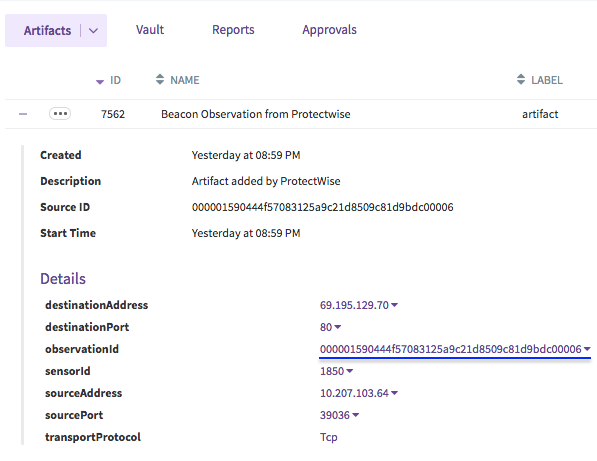 Artifacts Vault Reports Approvals
ID NAME LABEL
7562 Beacon Observation from Protectwise artifact
Created Yesterday at 08:59 PM
Description Artifact added by ProtectWise
Source ID 000001590444f57083125a9c21d8509c81d9bdc00006
Start Time Yesterday at 08:59 PM
Details
destinationAddress 69.195.129.70
destinationPort 80
observationId 000001590444f57083125a9c21d8509c81d9bdc00006
sensorId 1850
sourceAddress 10.207.103.64
sourcePort 39036
transportProtocol Tcp